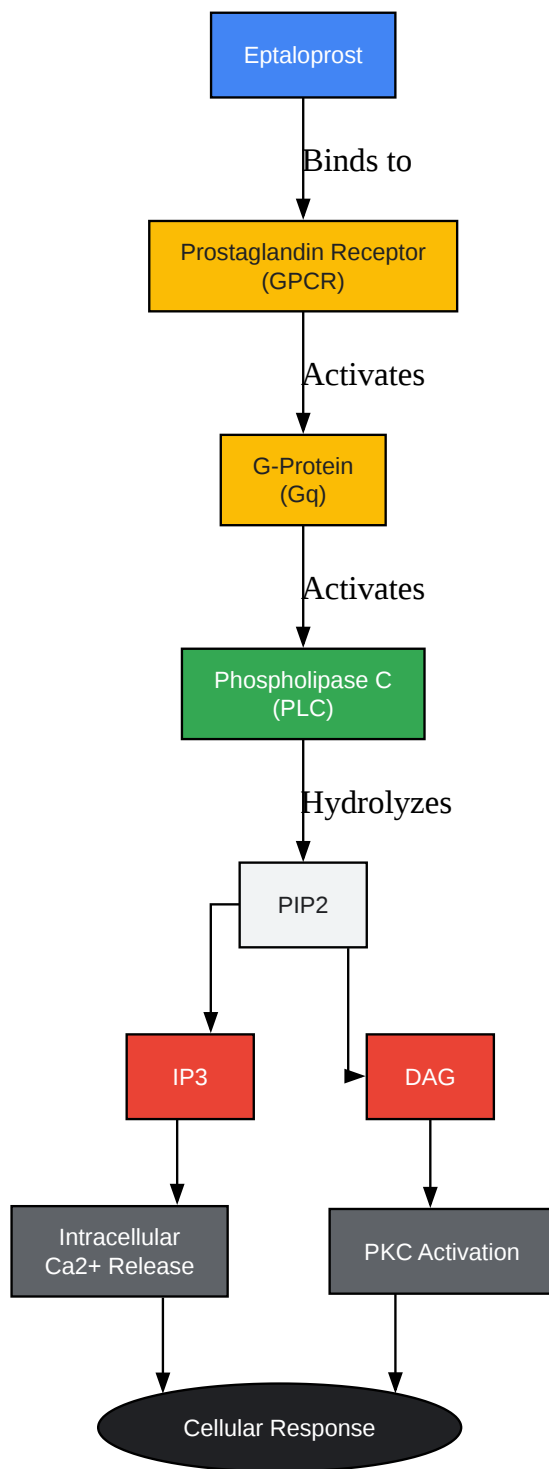 Eptaloprost
Binds to
Prostaglandin Receptor
(GPCR)
Activates
G-Protein
(Gq)
Activates
Phospholipase C
(PLC)
Hydrolyzes
PIP2
IP3
DAG
Intracellular
Ca2+ Release
PKC Activation
Cellular Response